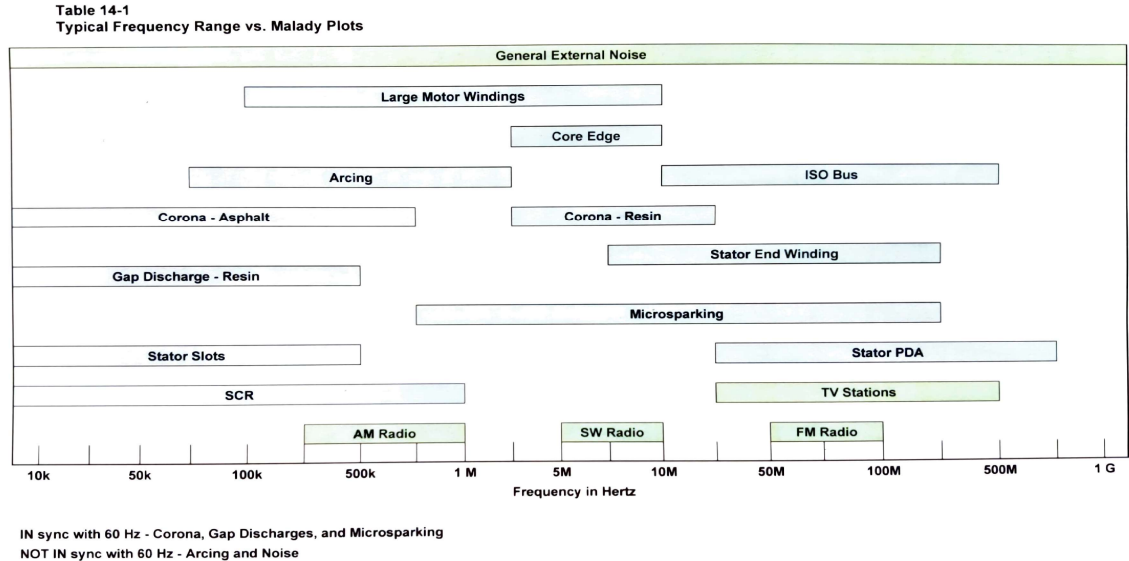 Table 14-1
Typical Frequency Range vs. Malady Plots
General External Noise
Large Motor Windings
Core Edge
Arcing
ISO Bus
Corona - Asphalt
Corona - Resin
Stator End Winding
Gap Discharge - Resin
Microsparking
Stator Slots
Stator PDA
SCR
TV Stations
AM Radio
SW Radio
FM Radio
10k 50k 100k 500k 1 M 5M 10M 50M 100M 500M 1 G
Frequency in Hertz
IN sync with 60 Hz - Corona, Gap Discharges, and Microsparking
NOT IN sync with 60 Hz - Arcing and Noise